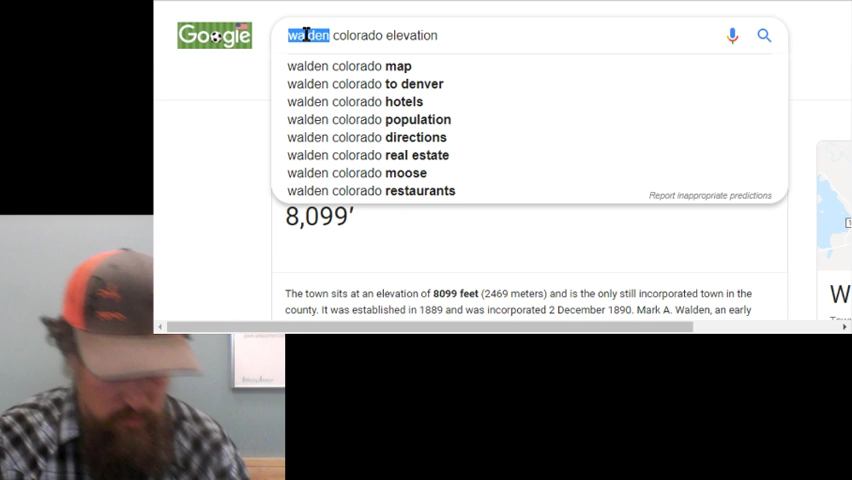 Google
walden colorado elevation
walden colorado map
walden colorado to denver
walden colorado hotels
walden colorado population
walden colorado directions
walden colorado real estate
walden colorado moose
walden colorado restaurants
Report inappropriate predictions
8,099′
The town sits at an elevation of 8099 feet (2469 meters) and is the only still incorporated town in the
county. It was established in 1889 and was incorporated 2 December 1890. Mark A. Walden, an early
W